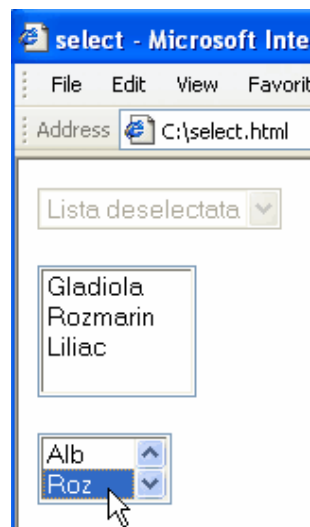 select - Microsoft Inte
File Edit View Favorit
Address C:\select.html
Lista deselectata
Gladiola
Rozmarin
Liliac
Alb
Roz